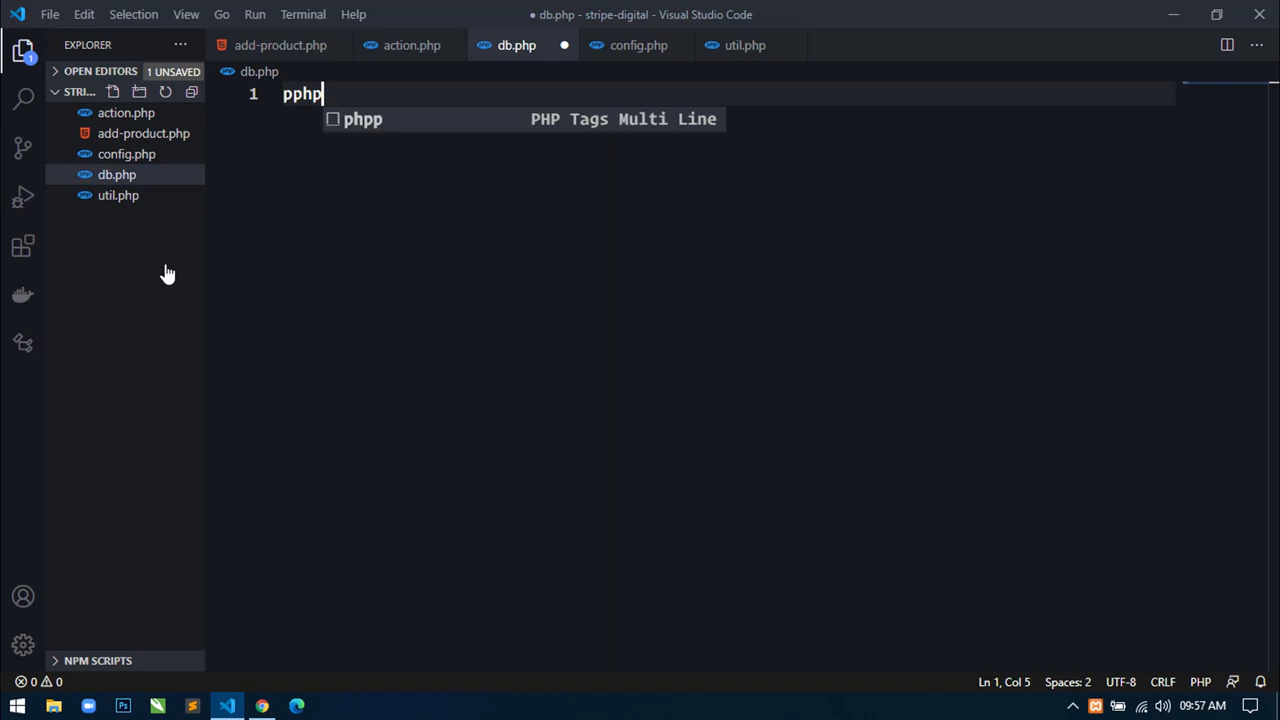 File Edit Selection View Go Run Terminal Help
● db.php - stripe-digital - Visual Studio Code
EXPLORER
add-product.php
action.php
db.php
config.php
util.php
OPEN EDITORS 1 UNSAVED
db.php
STRI...
1 pphp
phpp PHP Tags Multi Line
action.php
add-product.php
config.php
db.php
util.php
NPM SCRIPTS
0 0
Ln 1, Col 5 Spaces: 2 UTF-8 CRLF PHP
Ps
09:57 AM